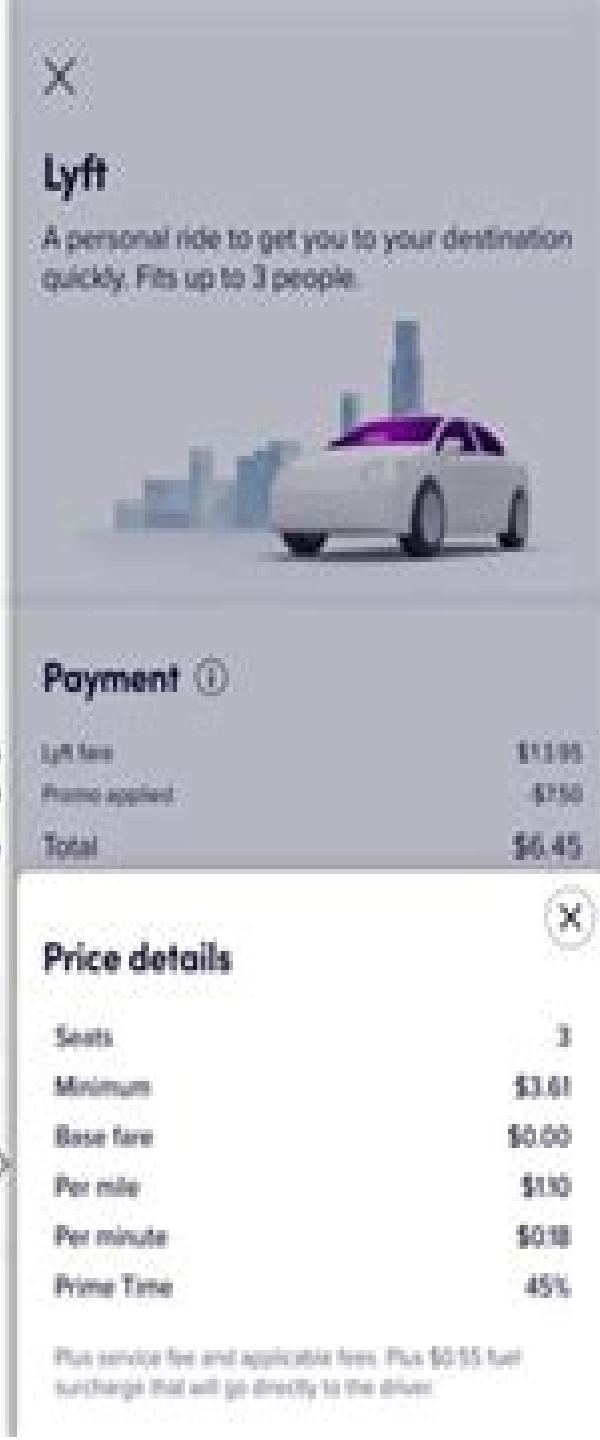 Lyft
A personal ride to get you to your destination
quickly. Fits up to 3 people.
Payment
Lyft fare $13.95
Promo applied -$7.50
Total $6.45
Price details
Seats 3
Minimum $3.61
Base fare $0.00
Per mile $1.10
Per minute $0.18
Prime Time 45%
Plus service fee and applicable fees. Plus $0.55 fuel
surcharge that will go directly to the driver.